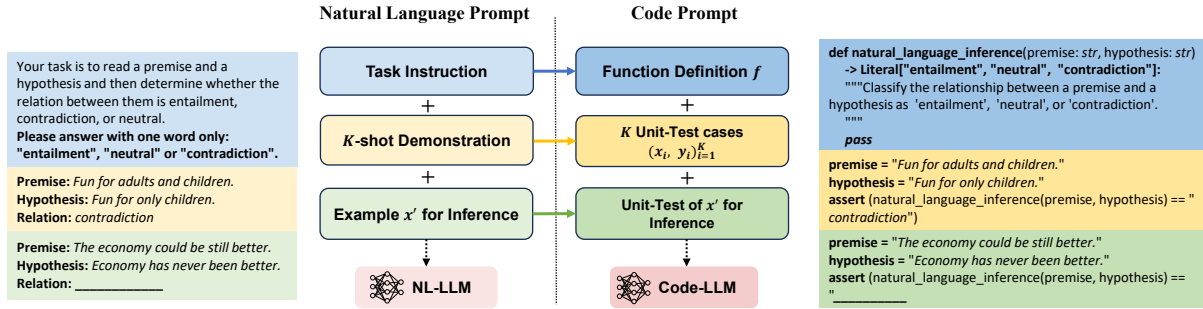 Natural Language Prompt
Code Prompt
Your task is to read a premise and a
hypothesis and then determine whether the
relation between them is entailment,
contradiction, or neutral.
Please answer with one word only:
"entailment", "neutral" or "contradiction".
Premise: Fun for adults and children.
Hypothesis: Fun for only children.
Relation: contradiction
Premise: The economy could be still better.
Hypothesis: Economy has never been better.
Relation: ____________
Task Instruction
+
K-shot Demonstration
+
Example x′ for Inference
NL-LLM
Function Definition f
+
K Unit-Test cases
(x_i, y_i)_{i=1}^K
+
Unit-Test of x′ for
Inference
Code-LLM
def natural_language_inference(premise: str, hypothesis: str)
-> Literal["entailment", "neutral", "contradiction"]:
"""Classify the relationship between a premise and a
hypothesis as 'entailment', 'neutral', or 'contradiction'.
"""
pass
premise = "Fun for adults and children."
hypothesis = "Fun for only children."
assert (natural_language_inference(premise, hypothesis) == "
contradiction")
premise = "The economy could be still better."
hypothesis = "Economy has never been better."
assert (natural_language_inference(premise, hypothesis) ==
"__________